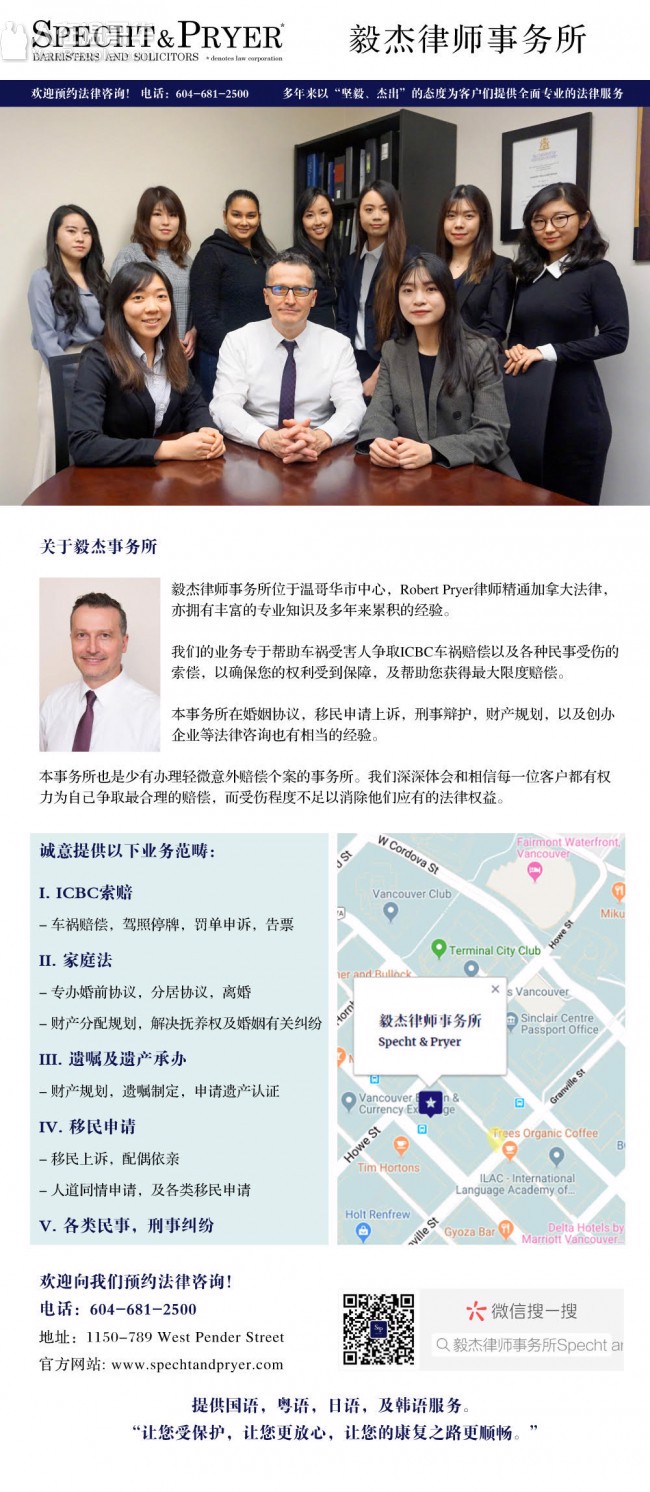 SPECHT & PRYER*
BARRISTERS AND SOLICITORS * denotes law corporation
毅杰律师事务所
欢迎预约法律咨询! 电话:604-681-2500
多年来以“坚毅、杰出”的态度为客户们提供全面专业的法律服务
关于毅杰事务所
毅杰律师事务所位于温哥华市中心,Robert Pryer律师精通加拿大法律,
亦拥有丰富的专业知识及多年来累积的经验。
我们的业务专于帮助车祸受害人争取ICBC车祸赔偿以及各种民事受伤的
索偿,以确保您的权利受到保障,及帮助您获得最大限度赔偿。
本事务所在婚姻协议,移民申请上诉,刑事辩护,财产规划,以及创办
企业等法律咨询也有相当的经验。
本事务所也是少有办理轻微意外赔偿个案的事务所。我们深深体会和相信每一位客户都有权
力为自己争取最合理的赔偿,而受伤程度不足以消除他们应有的法律权益。
诚意提供以下业务范畴:
I. ICBC索赔
- 车祸赔偿,驾照停牌,罚单申诉,告票
II. 家庭法
- 专办婚前协议,分居协议,离婚
- 财产分配规划,解决抚养权及婚姻有关纠纷
III. 遗嘱及遗产承办
- 财产规划,遗嘱制定,申请遗产认证
IV. 移民申请
- 移民上诉,配偶依亲
- 人道同情申请,及各类移民申请
V. 各类民事,刑事纠纷
Fairmont Waterfront,
Vancouver
W Cordova St
Vancouver Club
Miku
Howe St
Terminal City Club
ner and Bullock
s Vancouver
毅杰律师事务所
Specht & Pryer
Sinclair Centre
Passport Office
Vancouver
Currency
Granville St
Howe St
Trees Organic Coffee
Tim Hortons
ILAC - International
Language Academy of...
Holt Renfrew
ville St
Gyoza Bar
Delta Hotels by
Marriott Vancouver
欢迎向我们预约法律咨询!
电话:604-681-2500
地址:1150-789 West Pender Street
官方网站: www.spechtandpryer.com
微信搜一搜
毅杰律师事务所Specht an
提供国语,粤语,日语,及韩语服务。
“让您受保护,让您更放心,让您的康复之路更顺畅。”